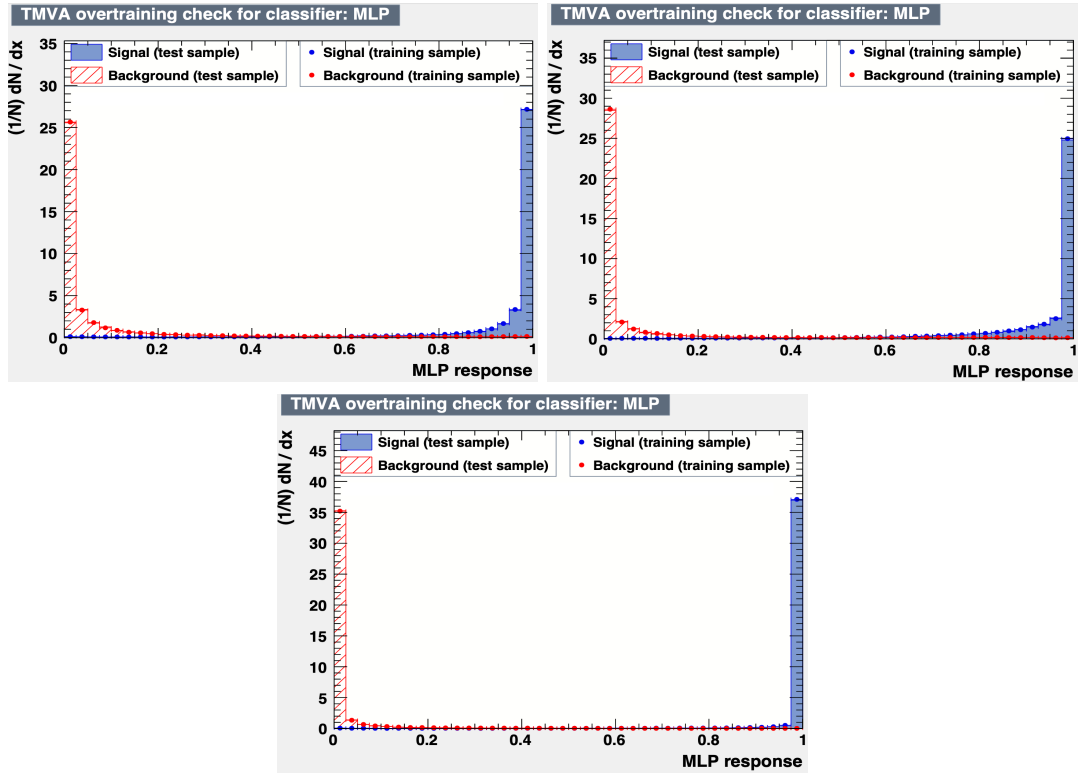 TMVA overtraining check for classifier: MLP
(1/N) dN / dx
Signal (test sample)
Background (test sample)
Signal (training sample)
Background (training sample)
35
30
25
20
15
10
5
0
0 0.2 0.4 0.6 0.8 1
MLP response
TMVA overtraining check for classifier: MLP
(1/N) dN / dx
Signal (test sample)
Background (test sample)
Signal (training sample)
Background (training sample)
35
30
25
20
15
10
5
0
0 0.2 0.4 0.6 0.8 1
MLP response
TMVA overtraining check for classifier: MLP
(1/N) dN / dx
Signal (test sample)
Background (test sample)
Signal (training sample)
Background (training sample)
45
40
35
30
25
20
15
10
5
0
0 0.2 0.4 0.6 0.8 1
MLP response